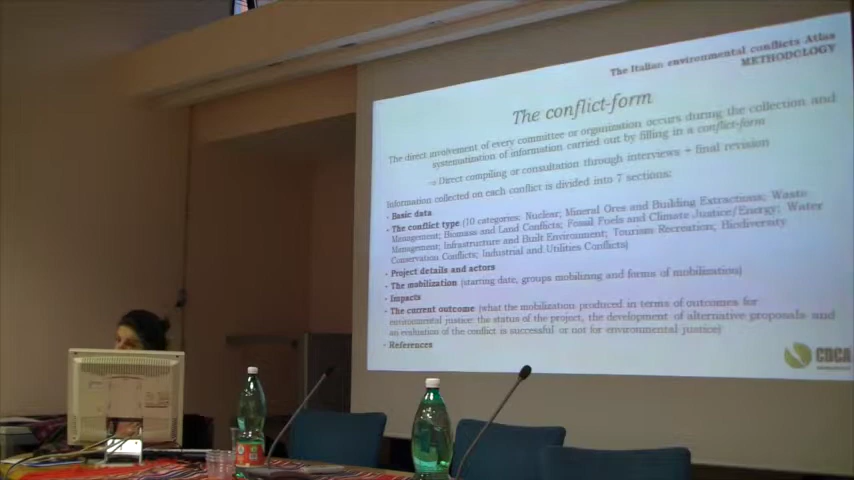 The Italian environmental conflicts Atlas
METHODOLOGY
The conflict-form
The direct involvement of every committee or organization occurs during the collection and
systematization of information carried out by filling in a conflict-form
⇒ Direct compiling or consultation through interviews + final revision
Information collected on each conflict is divided into 7 sections:
• Basic data
• The conflict type (10 categories: Nuclear; Mineral Ores and Building Extractions; Waste
Management; Biomass and Land Conflicts; Fossil Fuels and Climate Justice/Energy; Water
Management; Infrastructure and Built Environment; Tourism Recreation; Biodiversity
Conservation Conflicts; Industrial and Utilities Conflicts)
• Project details and actors
• The mobilization (starting date, groups mobilizing and forms of mobilization)
• Impacts
• The current outcome (what the mobilization produced in terms of outcomes for
environmental justice: the status of the project, the development of alternative proposals and
an evaluation of the conflict is successful or not for environmental justice)
• References
CDCA